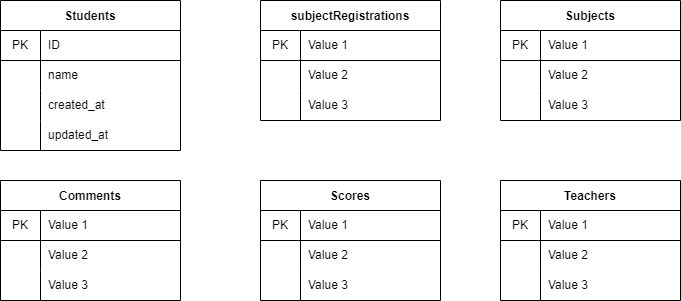 Students
PK ID
name
created_at
updated_at
subjectRegistrations
PK Value 1
Value 2
Value 3
Subjects
PK Value 1
Value 2
Value 3
Comments
PK Value 1
Value 2
Value 3
Scores
PK Value 1
Value 2
Value 3
Teachers
PK Value 1
Value 2
Value 3